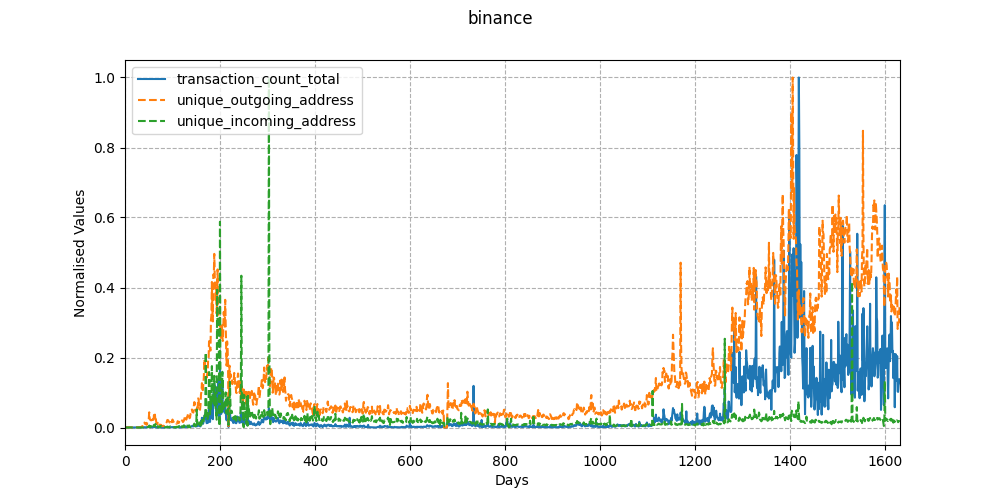 binance
transaction_count_total
unique_outgoing_address
unique_incoming_address
Normalised Values
1.0
0.8
0.6
0.4
0.2
0.0
0 200 400 600 800 1000 1200 1400 1600
Days